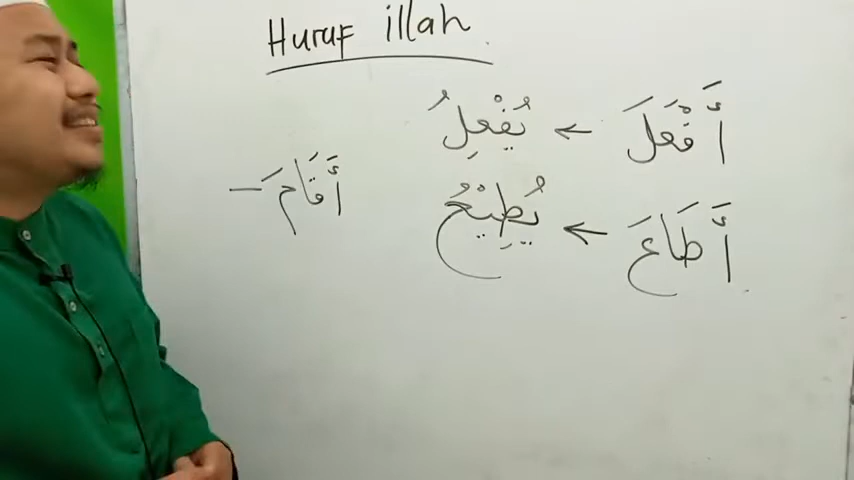 Huruf illah
أَفْعَلَ ← يُفْعِلُ
أَطَاعَ ← يُطِيْعُ
أَقَامَ –